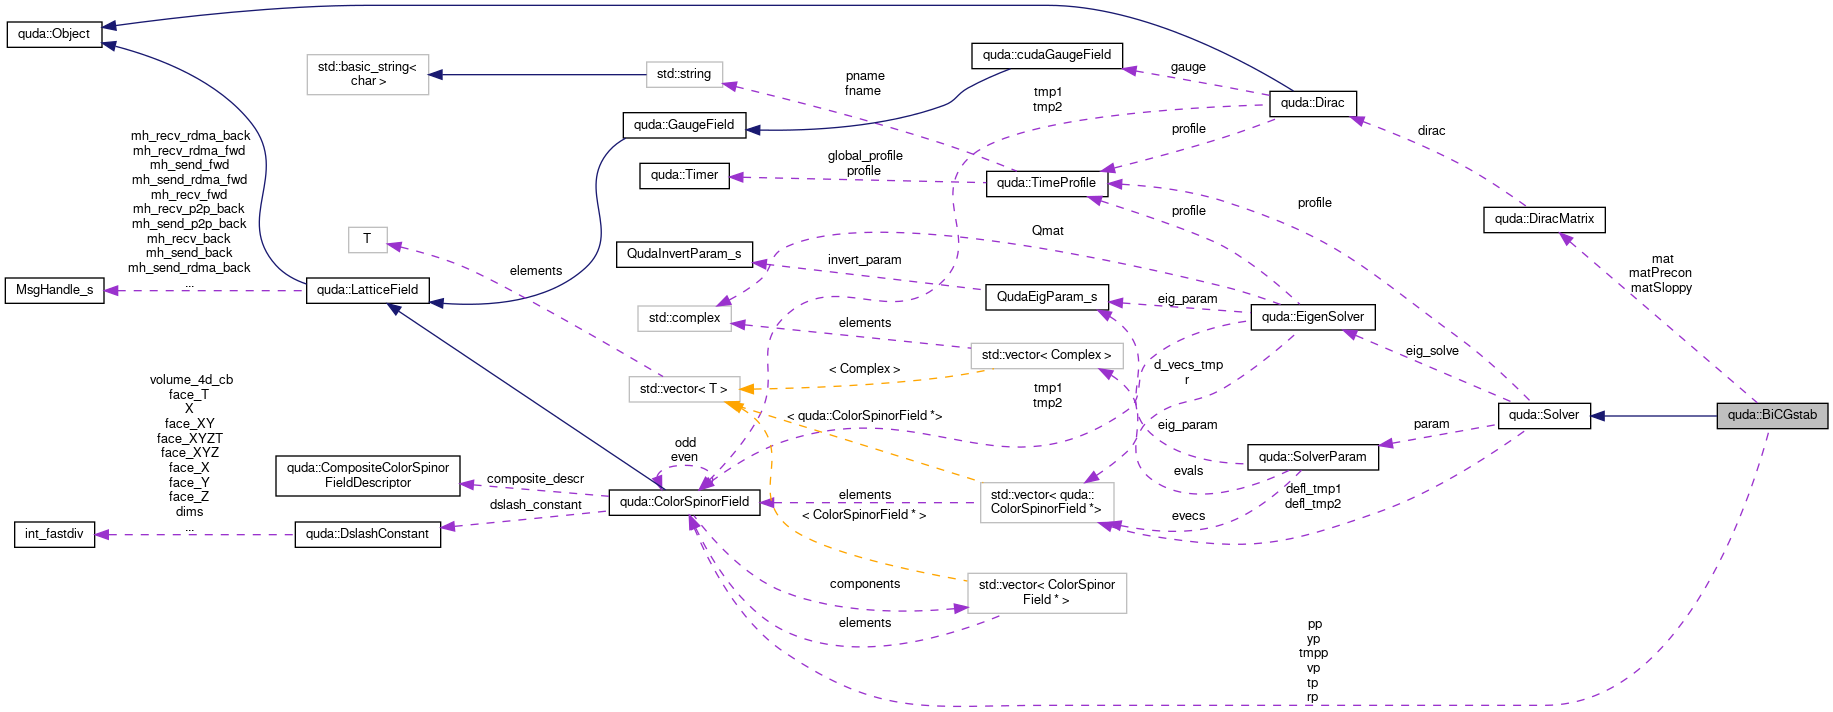 quda::Object
std::basic_string<
char >
std::string
pname
fname
quda::cudaGaugeField
gauge
tmp1
tmp2
quda::Dirac
quda::GaugeField
profile
dirac
mh_recv_rdma_back
mh_recv_rdma_fwd
mh_send_fwd
mh_send_rdma_fwd
mh_recv_fwd
mh_recv_p2p_back
mh_send_p2p_back
mh_recv_back
mh_send_back
mh_send_rdma_back
...
quda::Timer
global_profile
profile
quda::TimeProfile
profile
profile
quda::DiracMatrix
T
elements
QudaInvertParam_s
invert_param
Qmat
mat
matPrecon
matSloppy
MsgHandle_s
quda::LatticeField
std::complex
elements
QudaEigParam_s
eig_param
quda::EigenSolver
eig_solve
std::vector< Complex >
< Complex >
std::vector< T >
d_vecs_tmp
r
tmp1
tmp2
volume_4d_cb
face_T
X
face_XY
face_XYZT
face_XYZ
face_X
face_Y
face_Z
dims
...
< quda::ColorSpinorField *>
eig_param
param
quda::Solver
quda::BiCGstab
odd
even
quda::CompositeColorSpinor
FieldDescriptor
composite_descr
quda::SolverParam
evals
dslash_constant
quda::ColorSpinorField
elements
std::vector< quda::
ColorSpinorField *>
defl_tmp1
defl_tmp2
evecs
< ColorSpinorField * >
int_fastdiv
quda::DslashConstant
components
std::vector< ColorSpinor
Field * >
elements
pp
yp
tmpp
vp
tp
rp